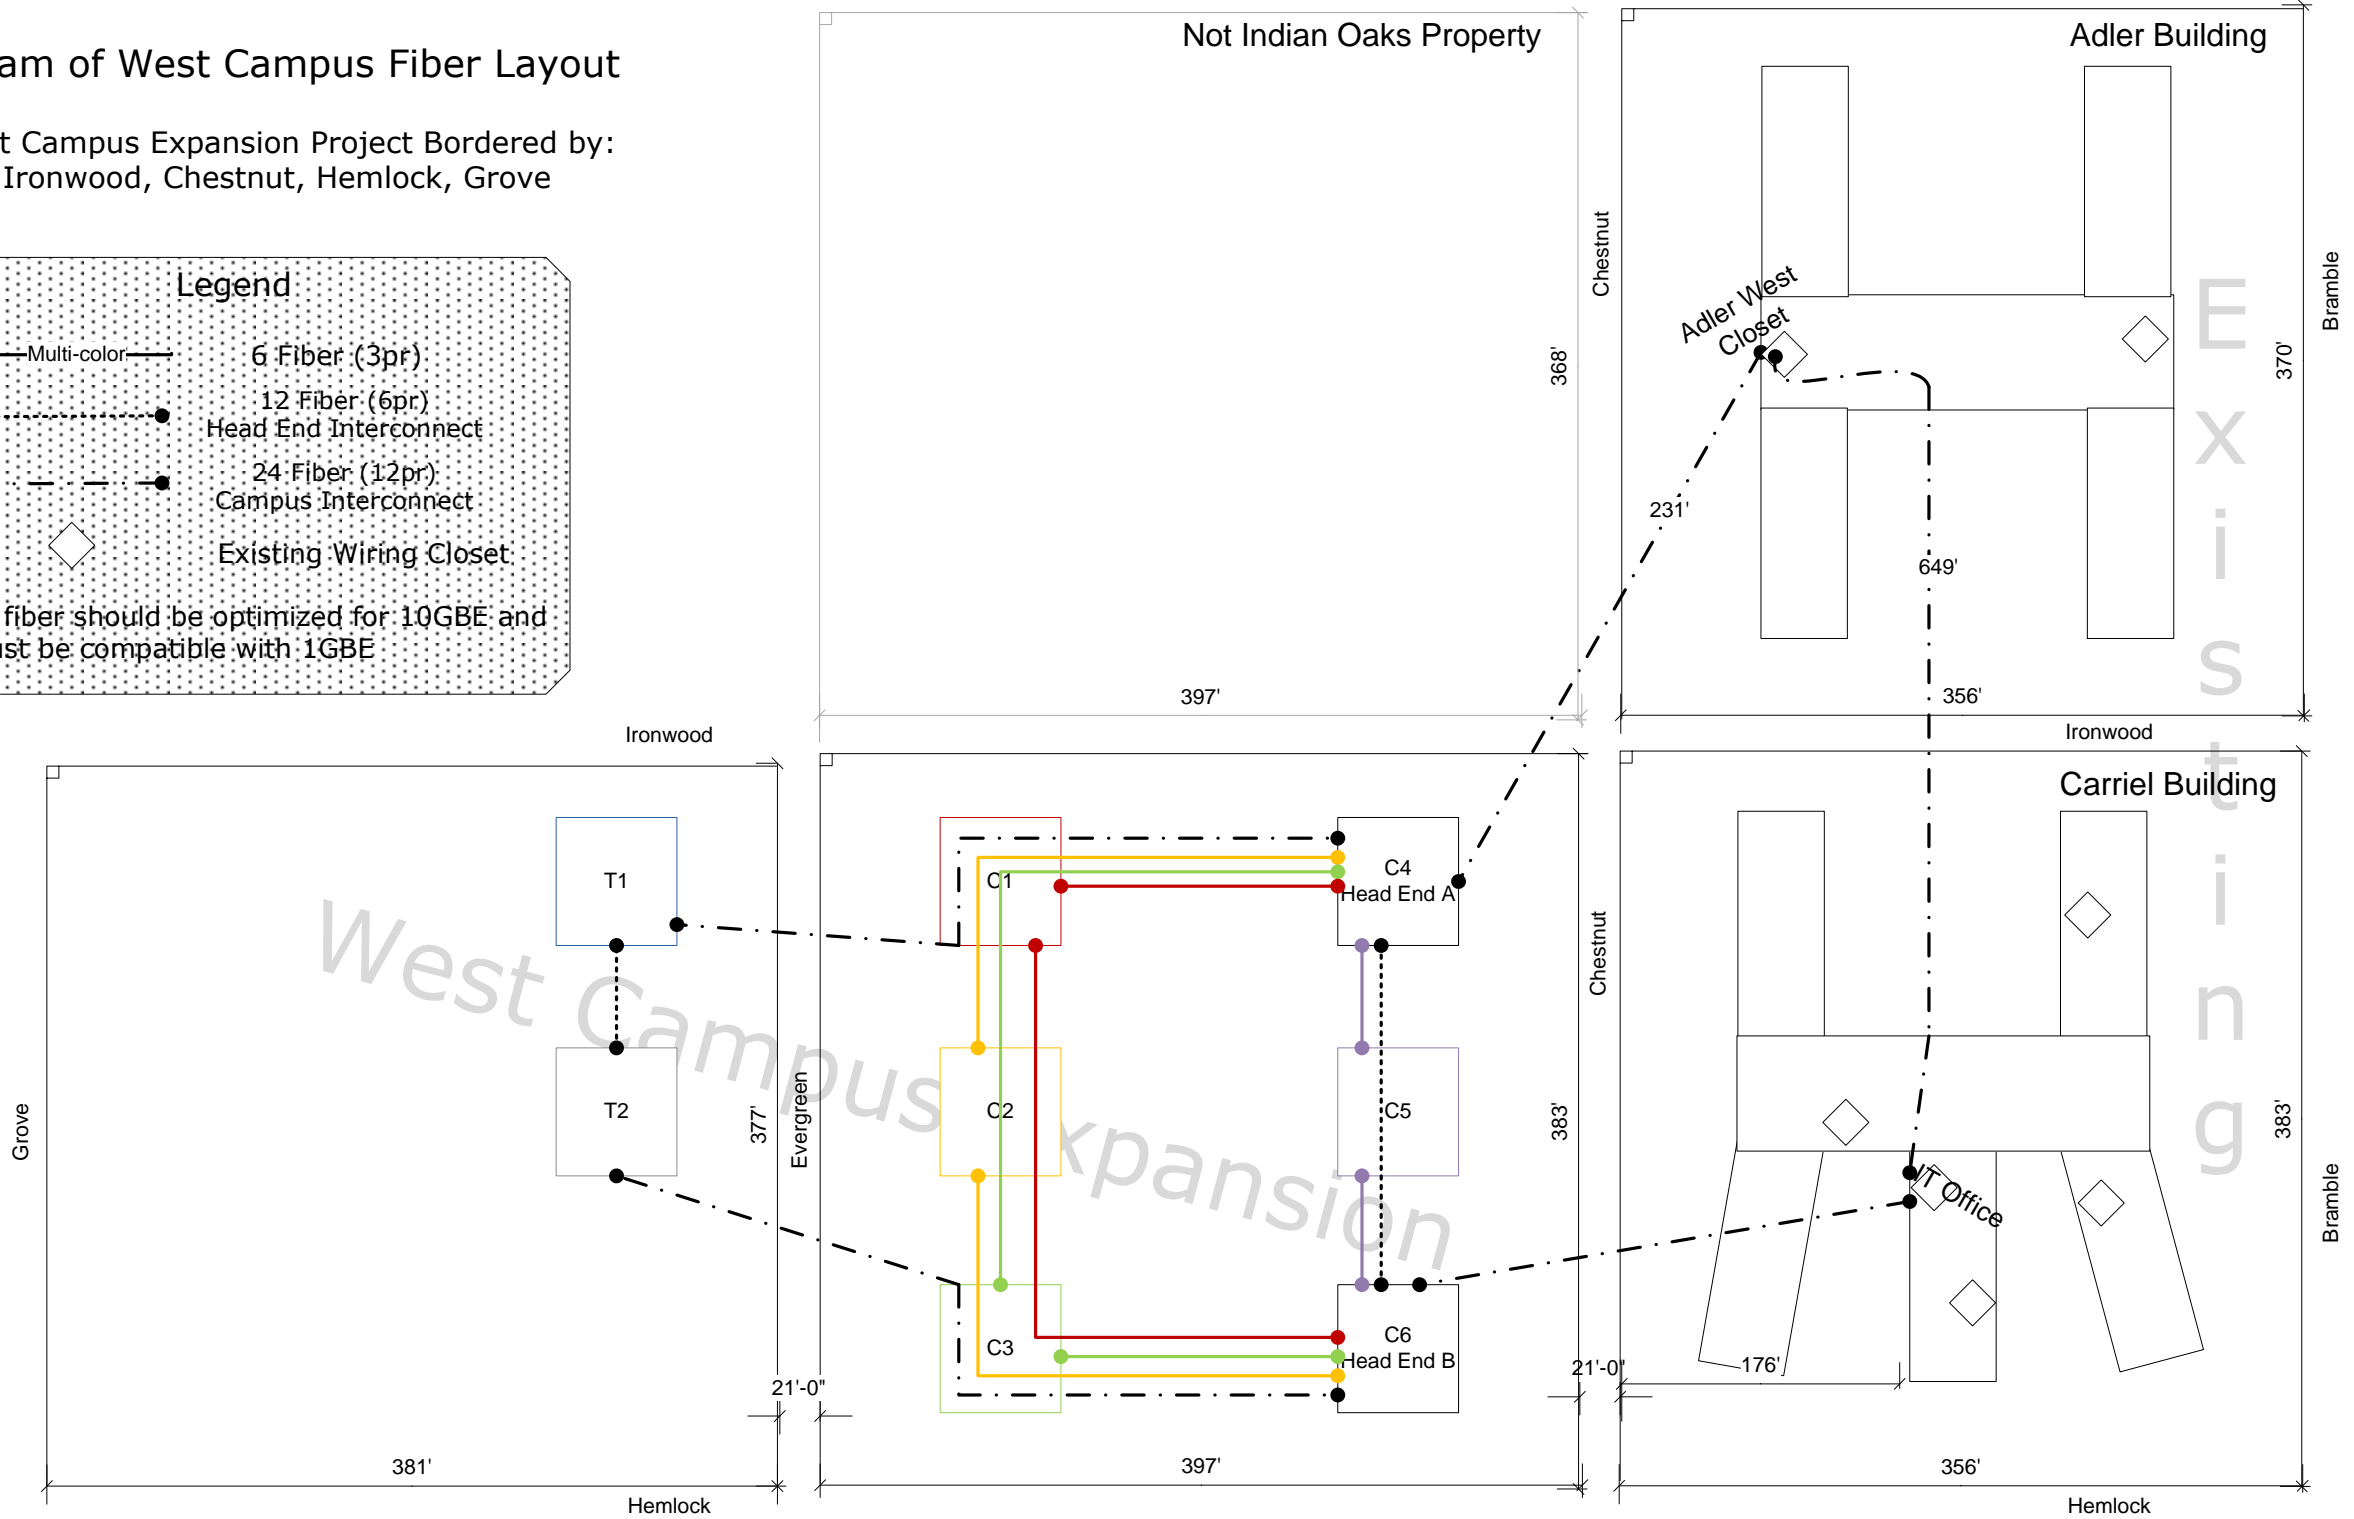 am of West Campus Fiber Layout
t Campus Expansion Project Bordered by:
Ironwood, Chestnut, Hemlock, Grove
Legend
Multi-color
6 Fiber (3pr)
12 Fiber (6pr)
Head End Interconnect
24 Fiber (12pr)
Campus Interconnect
Existing Wiring Closet
fiber should be optimized for 10GBE and
ust be compatible with 1GBE
Not Indian Oaks Property
368'
397'
Chestnut
Adler Building
Adler West
Closet
231'
649'
370'
356'
Bramble
Existing
Ironwood
Ironwood
West Campus Expansion
T1
T2
Grove
377'
Evergreen
381'
21'-0"
Hemlock
C1
C2
C3
C4
Head End A
C5
C6
Head End B
383'
397'
Chestnut
21'-0"
Carriel Building
IT Office
176'
383'
356'
Bramble
Hemlock